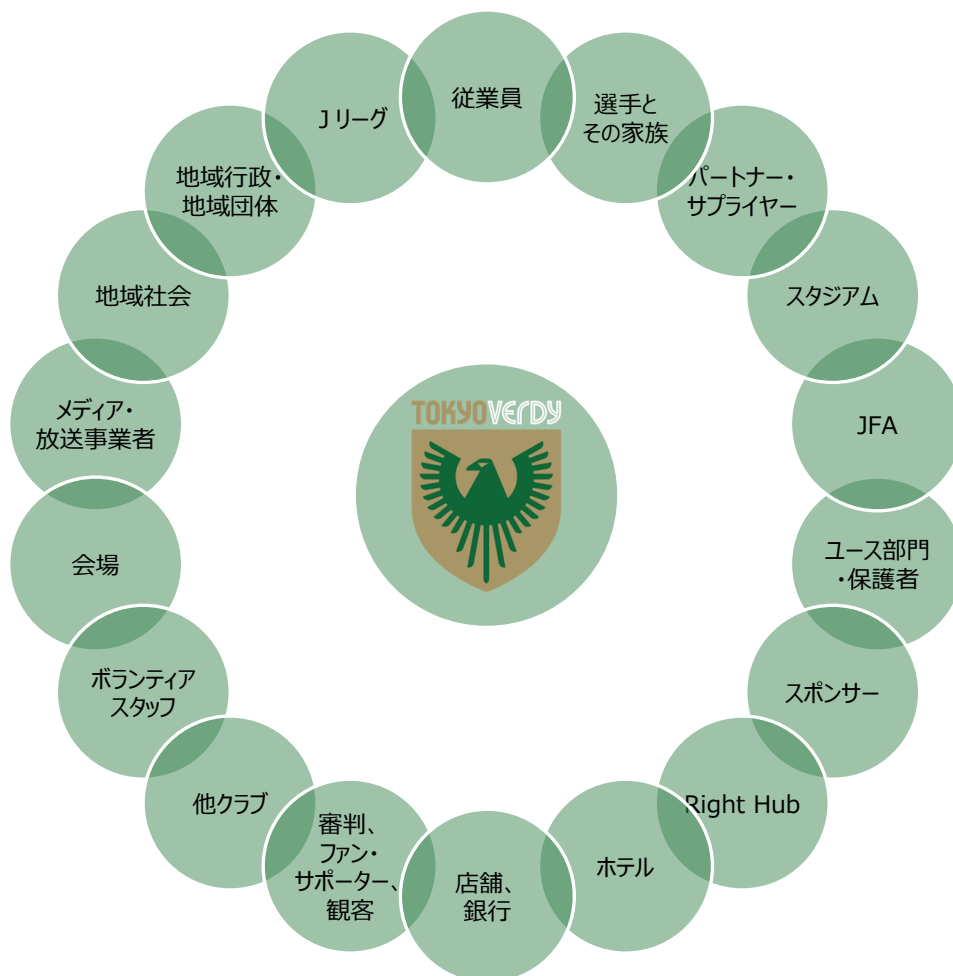 従業員
選手と
その家族
パートナー・
サプライヤー
スタジアム
JFA
ユース部門
・保護者
スポンサー
Right Hub
ホテル
店舗、
銀行
審判、
ファン・
サポーター、
観客
他クラブ
ボランティア
スタッフ
会場
メディア・
放送事業者
地域社会
地域行政・
地域団体
Jリーグ
TOKYO VERDY